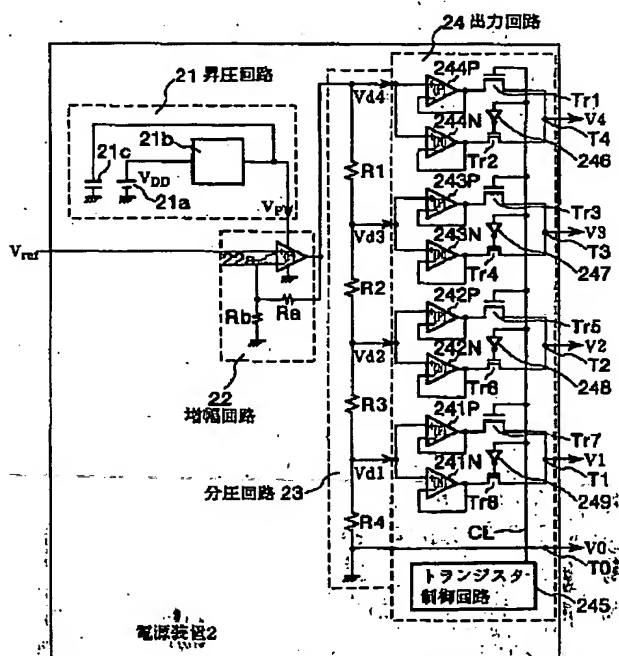 24 出力回路
244P
Vd4
Tr1
V4
T4
21 昇圧回路
21b
21c
VDD
21a
VPW
244N
Tr2
246
R1
243P
Tr3
V3
T3
Vd3
243N
Tr4
247
Vref
22a
Ra
Rb
22
増幅回路
R2
242P
Tr5
V2
T2
Vd2
242N
Tr6
248
R3
241P
Tr7
V1
T1
Vd1
241N
Tr8
249
分圧回路 23
R4
CL
V0
T0
トランジスタ
制御回路
245
電源装置2